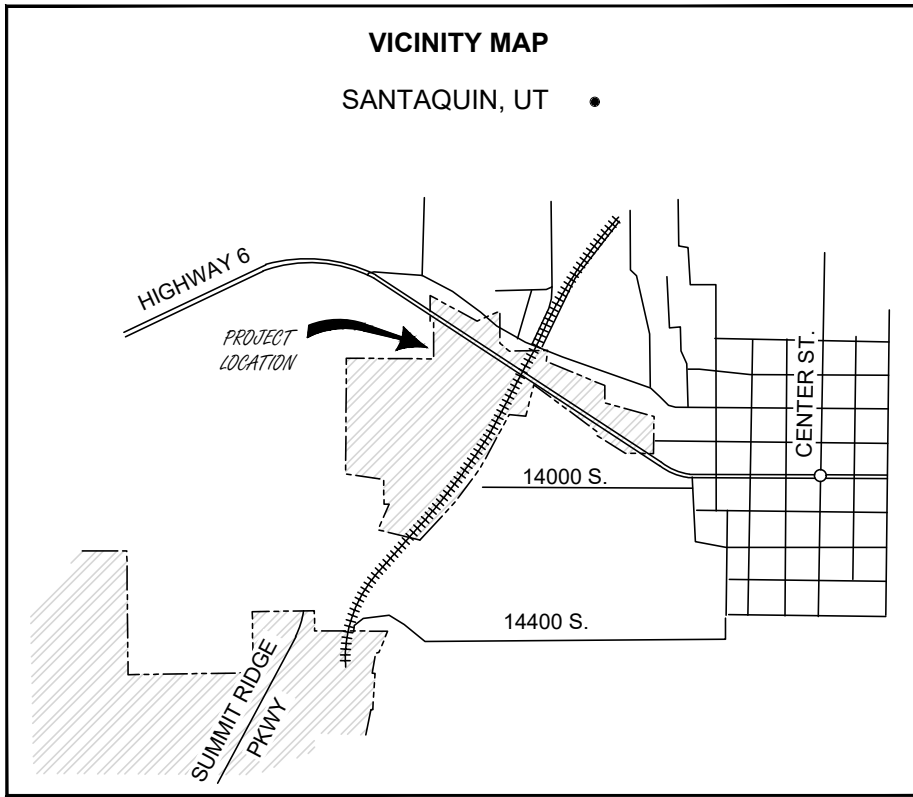 VICINITY MAP
SANTAQUIN, UT
HIGHWAY 6
PROJECT
LOCATION
CENTER ST.
14000 S.
14400 S.
SUMMIT RIDGE
PKWY